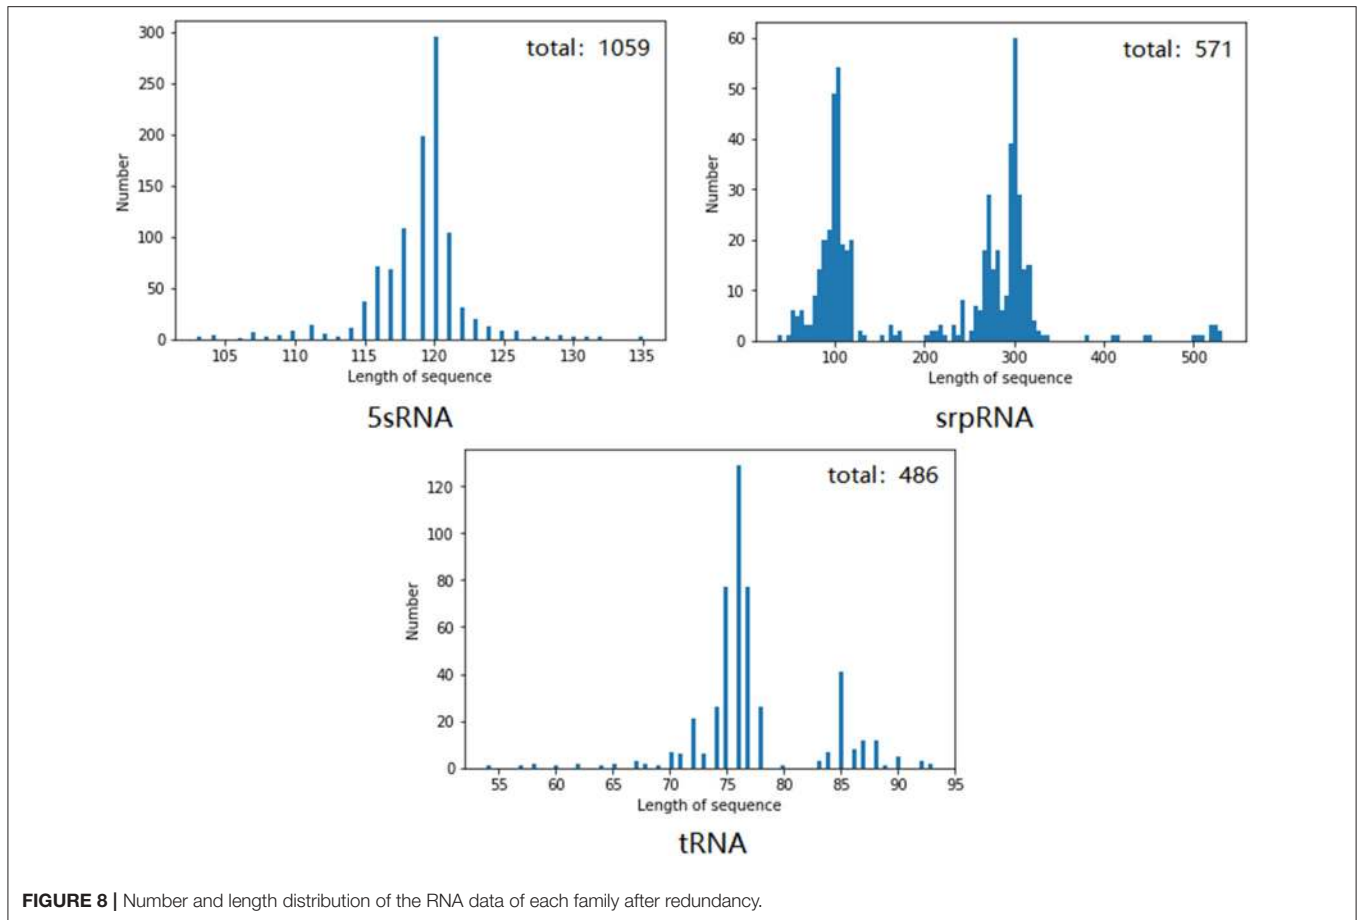 300
250
200
150
100
50
0
Number
total: 1059
105 110 115 120 125 130 135
Length of sequence
5sRNA
60
50
40
30
20
10
0
Number
total: 571
100 200 300 400 500
Length of sequence
srpRNA
120
100
80
60
40
20
0
Number
total: 486
55 60 65 70 75 80 85 90 95
Length of sequence
tRNA
FIGURE 8 | Number and length distribution of the RNA data of each family after redundancy.